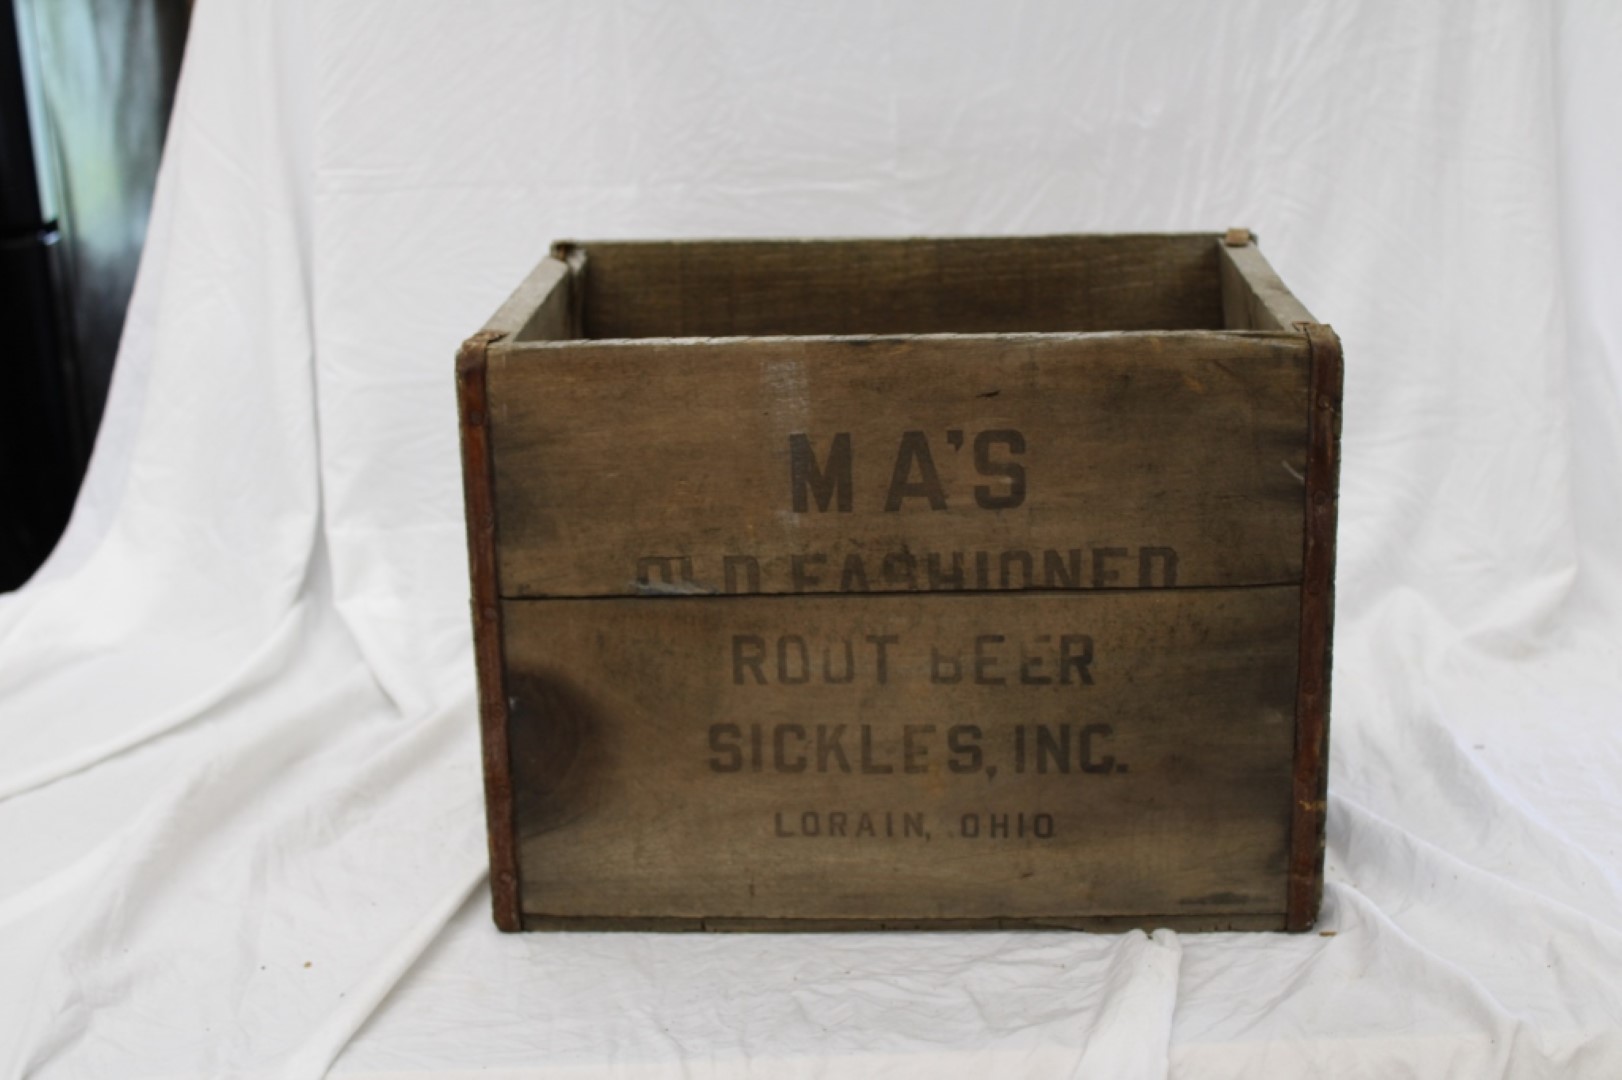 MA'S
OLD FASHIONED
ROOT BEER
SICKLES, INC.
LORAIN, OHIO